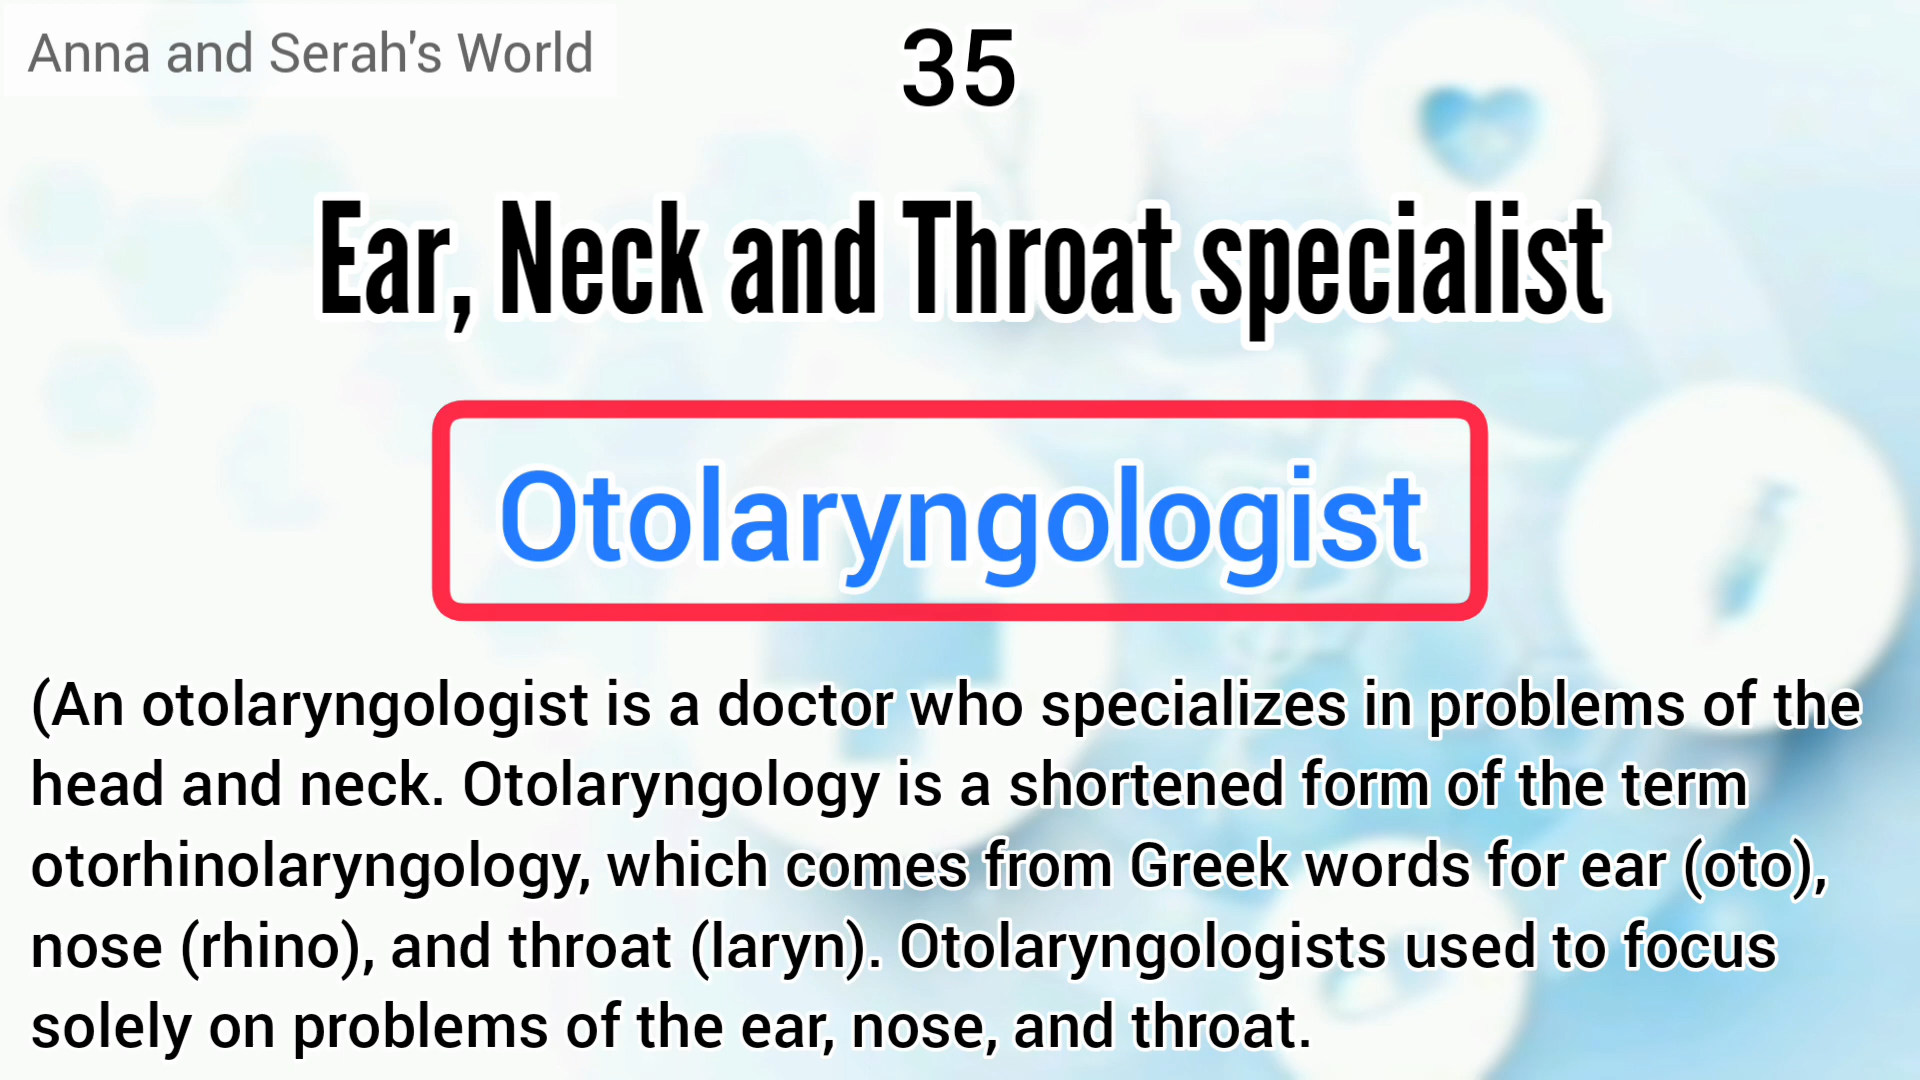 Anna and Serah's World
35
Ear, Neck and Throat specialist
Otolaryngologist
(An otolaryngologist is a doctor who specializes in problems of the
head and neck. Otolaryngology is a shortened form of the term
otorhinolaryngology, which comes from Greek words for ear (oto),
nose (rhino), and throat (laryn). Otolaryngologists used to focus
solely on problems of the ear, nose, and throat.